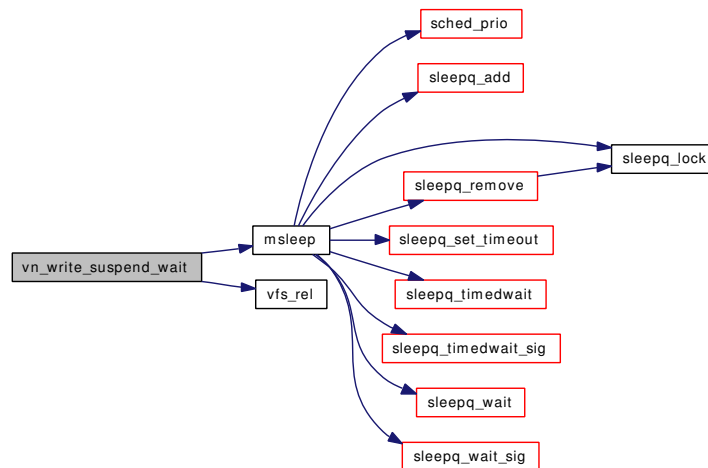 sched_prio
sleepq_add
sleepq_lock
sleepq_remove
msleep
sleepq_set_timeout
vn_write_suspend_wait
vfs_rel
sleepq_timedwait
sleepq_timedwait_sig
sleepq_wait
sleepq_wait_sig